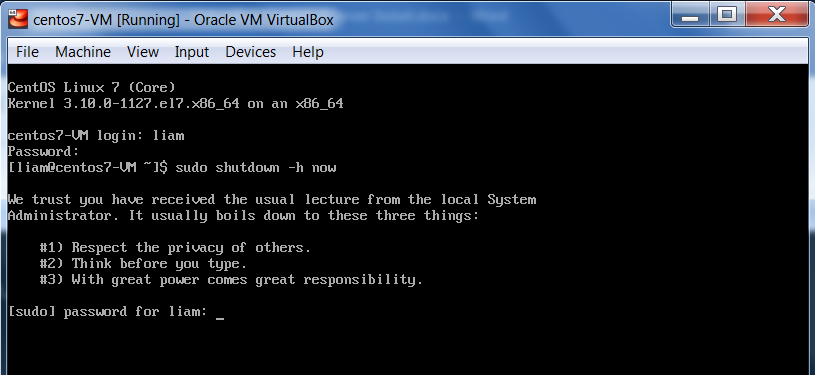 centos7-VM [Running] - Oracle VM VirtualBox
File Machine View Input Devices Help
CentOS Linux 7 (Core)
Kernel 3.10.0-1127.el7.x86_64 on an x86_64
centos7-VM login: liam
Password:
[liam@centos7-VM ~]$ sudo shutdown -h now
We trust you have received the usual lecture from the local System
Administrator. It usually boils down to these three things:
#1) Respect the privacy of others.
#2) Think before you type.
#3) With great power comes great responsibility.
[sudo] password for liam: _